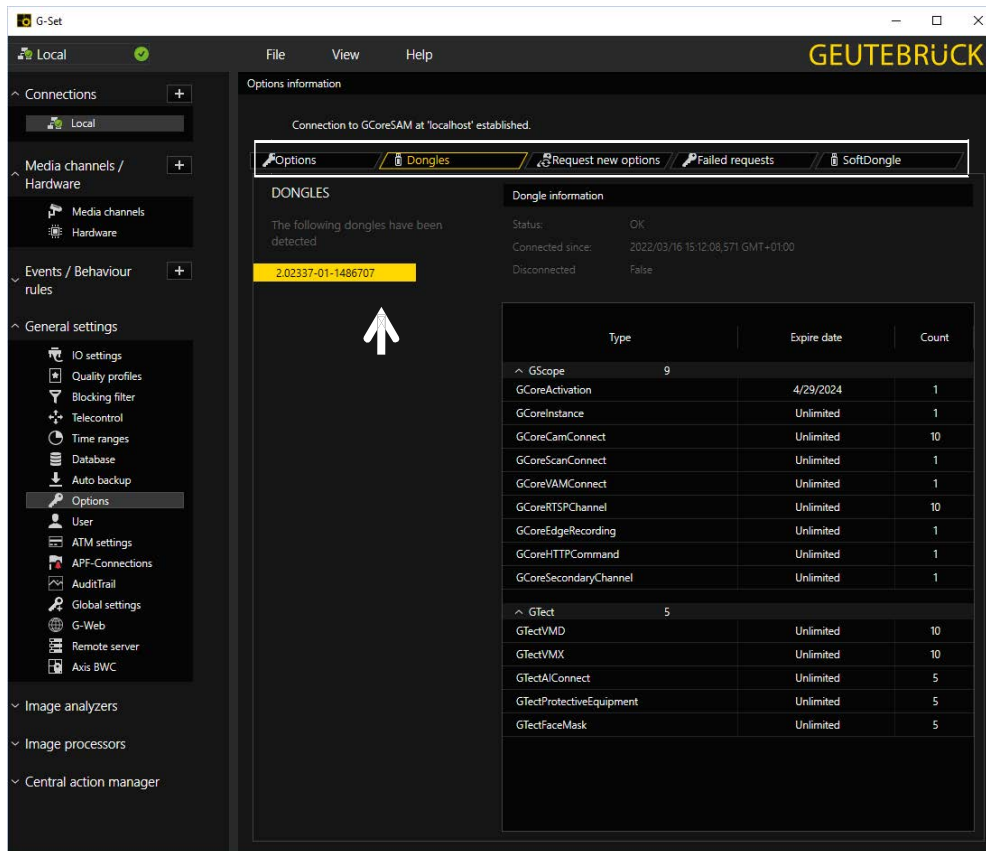 G-Set
Local
File View Help
GEUTEBRÜCK
Connections +
Local
Media channels / +
Hardware
Media channels
Hardware
Events / Behaviour +
rules
General settings
IO settings
Quality profiles
Blocking filter
Telecontrol
Time ranges
Database
Auto backup
Options
User
ATM settings
APF-Connections
AuditTrail
Global settings
G-Web
Remote server
Axis BWC
Image analyzers
Image processors
Central action manager
Options information
Connection to GCoreSAM at 'localhost' established.
Options Dongles Request new options Failed requests SoftDongle
DONGLES
The following dongles have been
detected
2.02337-01-1486707
Dongle information
Status: OK
Connected since: 2022/03/16 15:12:08,571 GMT+01:00
Disconnected False
Type Expire date Count
GScope 9
GCoreActivation 4/29/2024 1
GCoreInstance Unlimited 1
GCoreCamConnect Unlimited 10
GCoreScanConnect Unlimited 1
GCoreVAMConnect Unlimited 1
GCoreRTSPChannel Unlimited 10
GCoreEdgeRecording Unlimited 1
GCoreHTTPCommand Unlimited 1
GCoreSecondaryChannel Unlimited 1
GTect 5
GTectVMD Unlimited 10
GTectVMX Unlimited 10
GTectAIConnect Unlimited 5
GTectProtectiveEquipment Unlimited 5
GTectFaceMask Unlimited 5